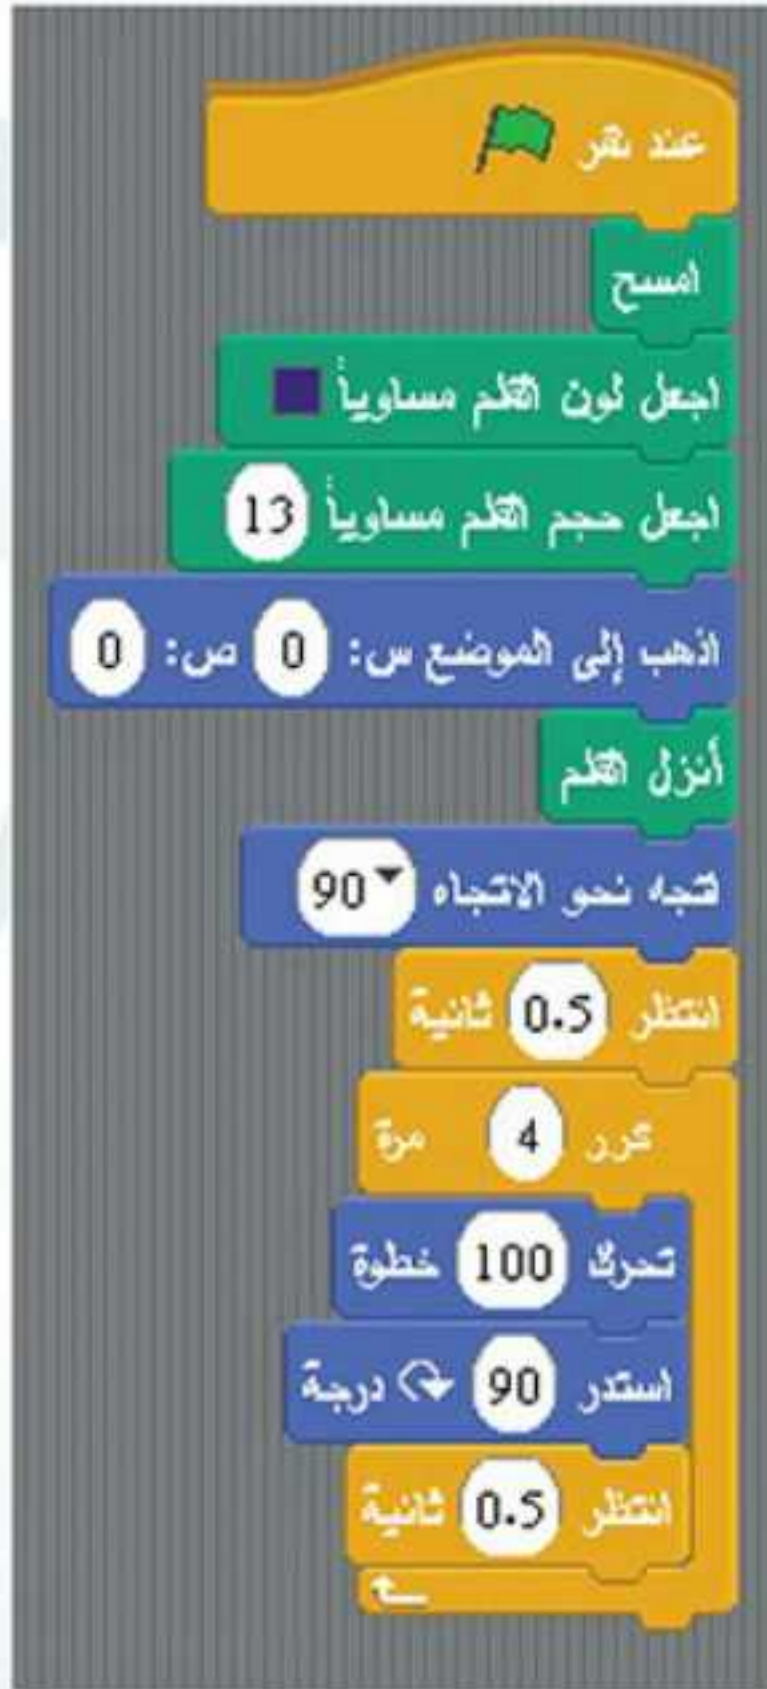 عند نقر
امسح
اجعل لون القلم مساوياً
اجعل حجم القلم مساوياً 13
اذهب إلى الموضع س: 0 ص: 0
أنزل القلم
اتجه نحو الاتجاه 90
انتظر 0.5 ثانية
كرر 4 مرة
تحرك 100 خطوة
استدر 90 درجة
انتظر 0.5 ثانية